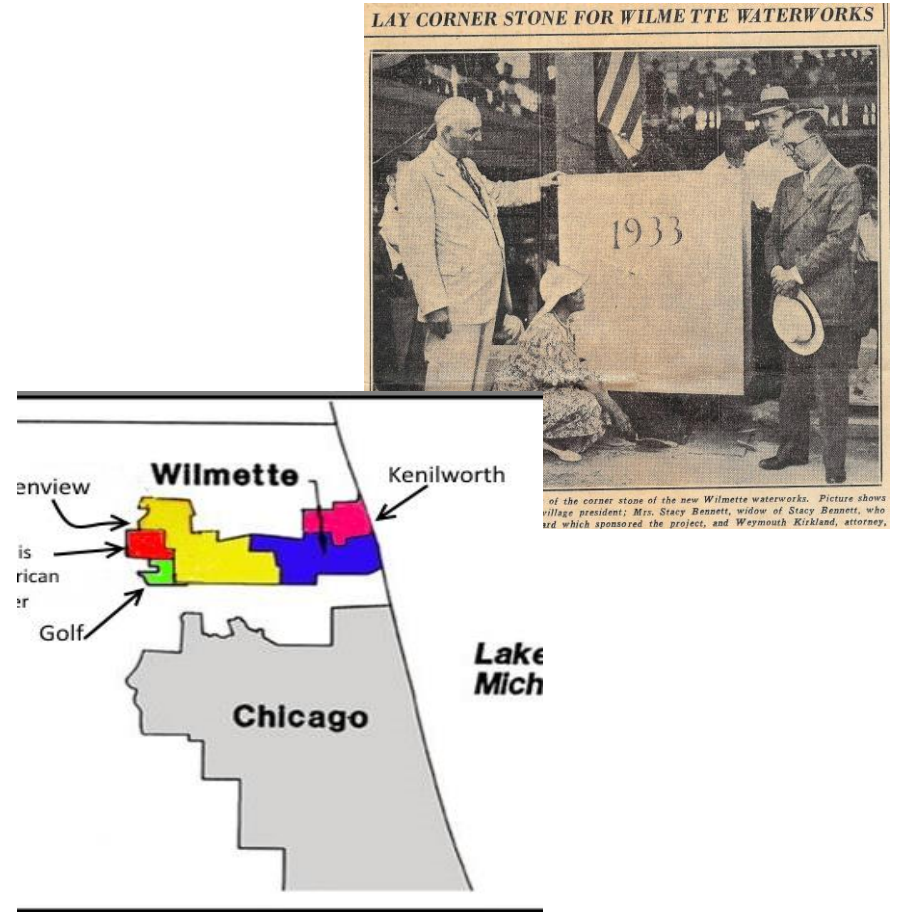 LAY CORNER STONE FOR WILMETTE WATERWORKS
1933
of the corner stone of the new Wilmette waterworks. Picture shows
village president; Mrs. Stacy Bennett, widow of Stacy Bennett, who
ard which sponsored the project, and Weymouth Kirkland, attorney,
Wilmette
Kenilworth
enview
is
rican
er
Golf
Chicago
Lake
Mich